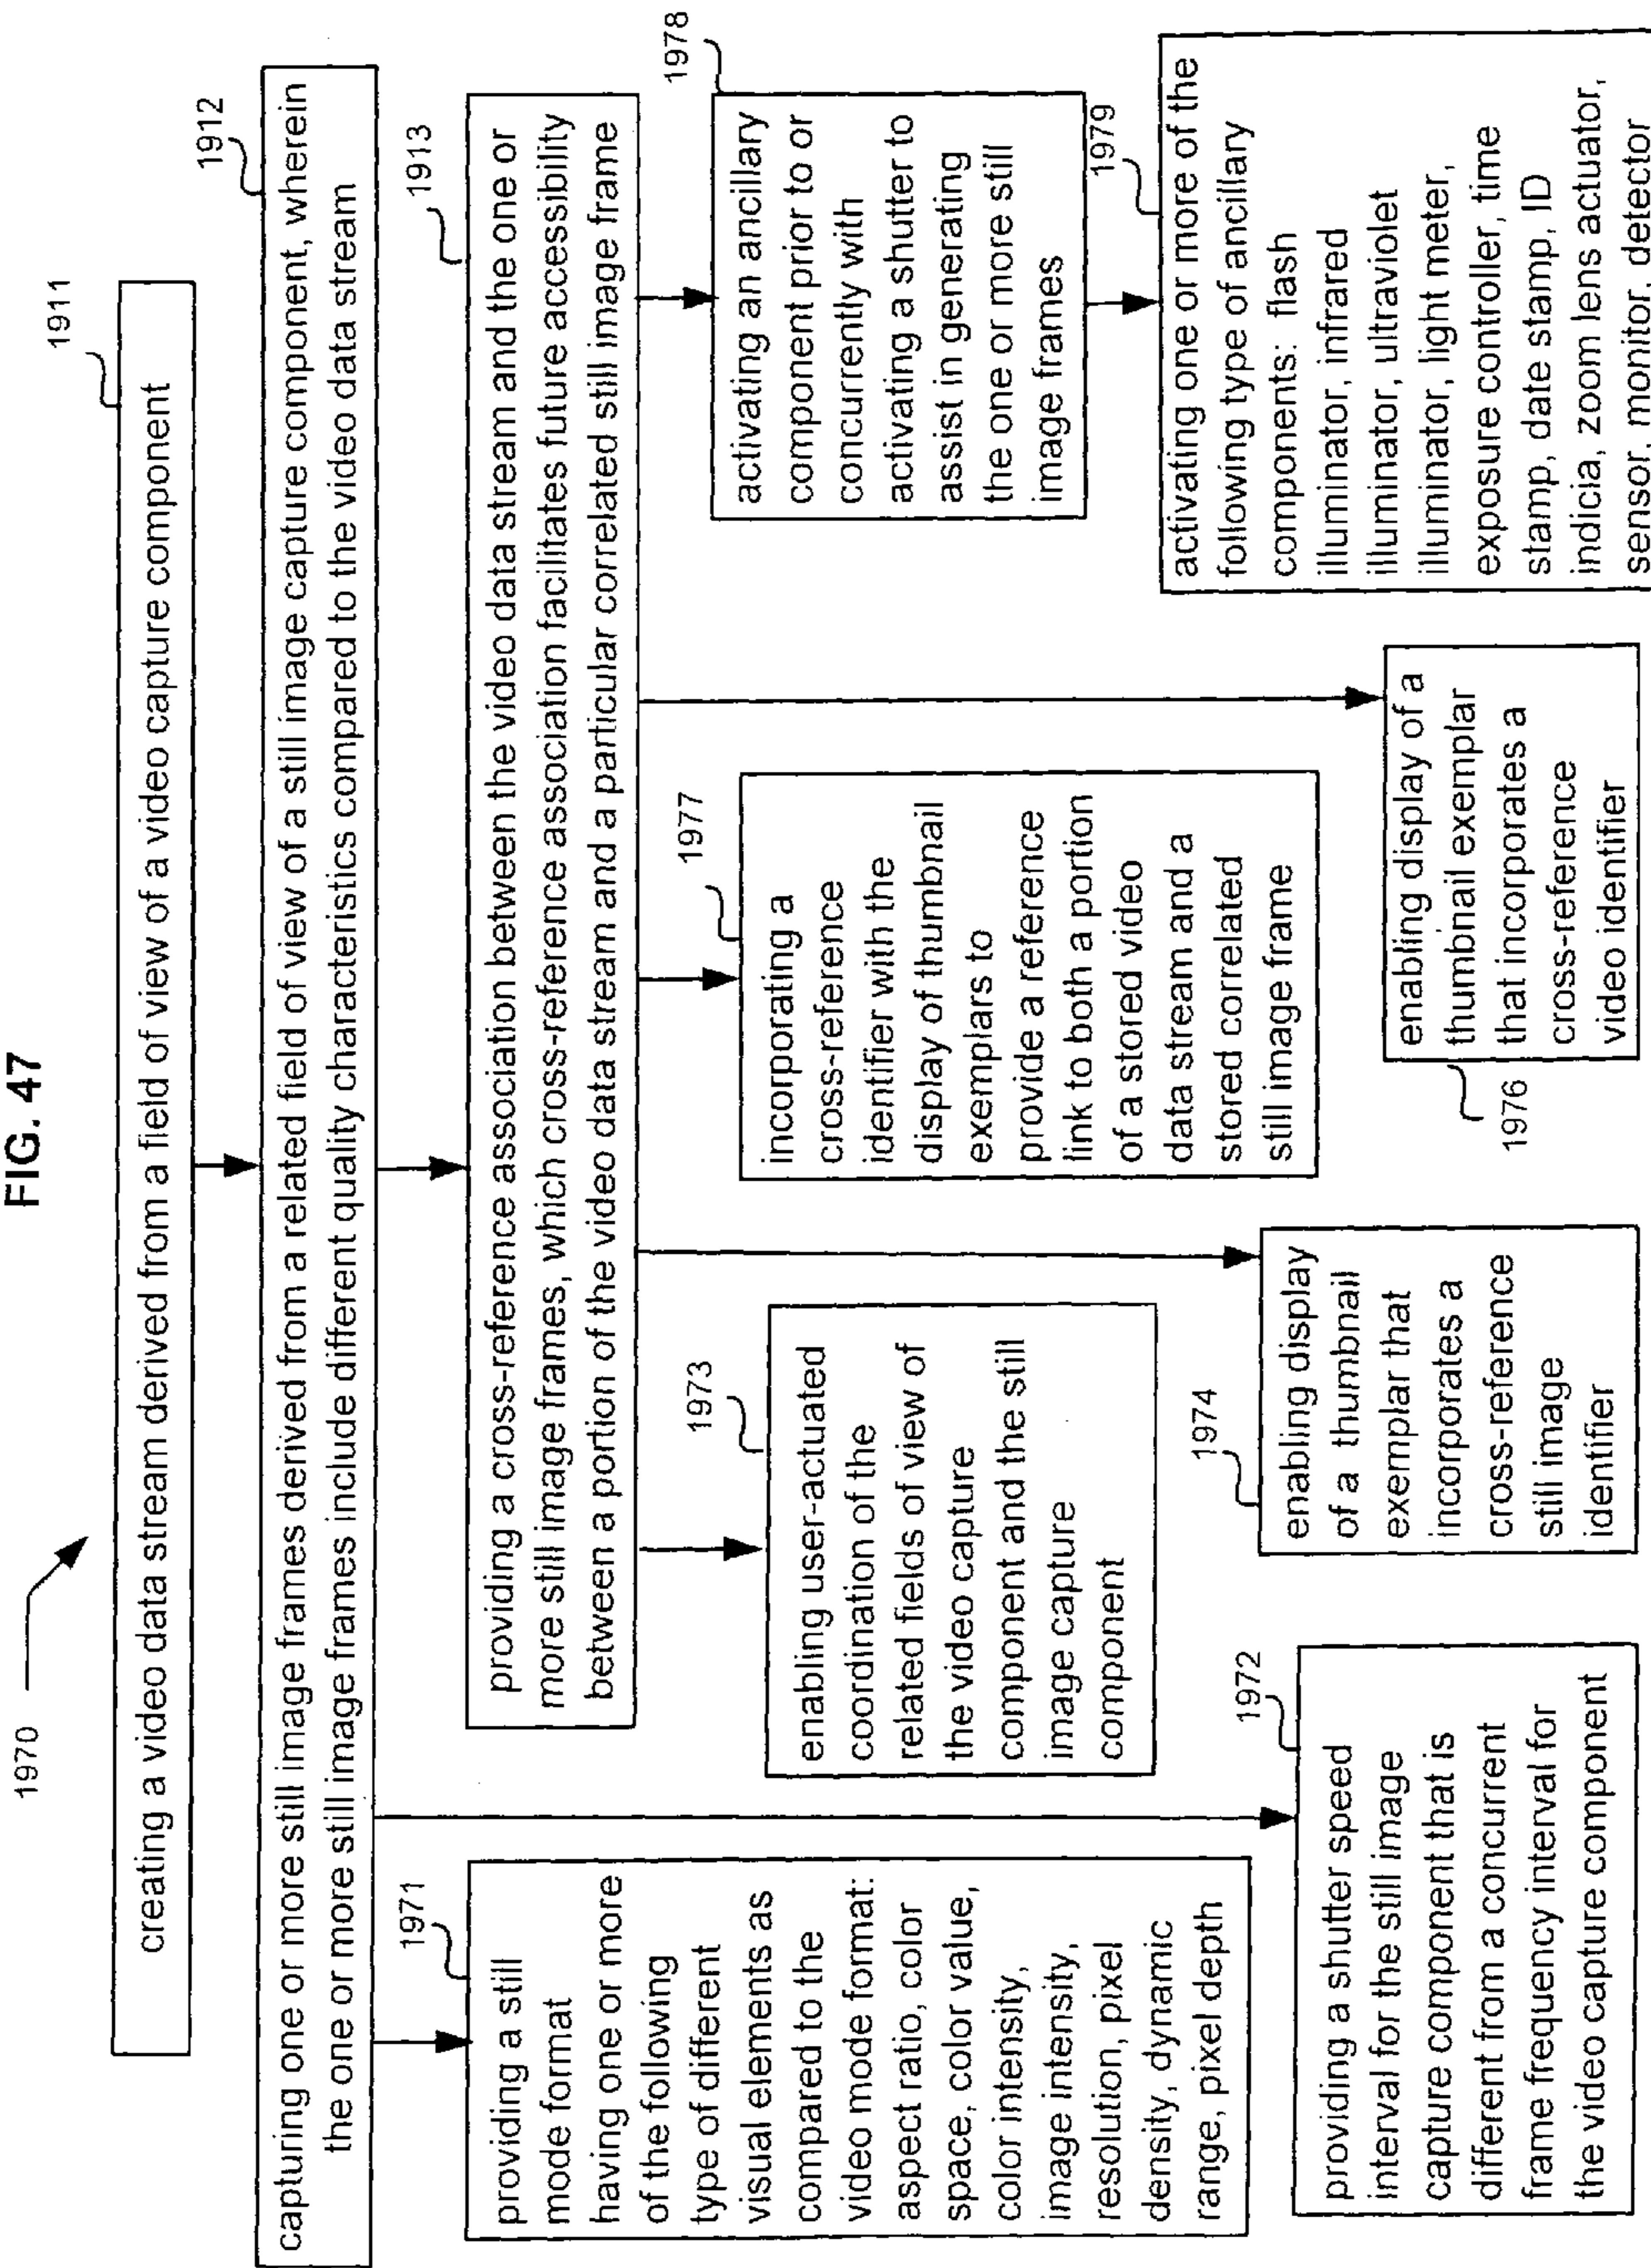 FIG. 47
1970
1911
creating a video data stream derived from a field of view of a video capture component
1912
capturing one or more still image frames derived from a related field of view of a still image capture component, wherein
the one or more still image frames include different quality characteristics compared to the video data stream
1913
providing a cross-reference association between the video data stream and the one or
more still image frames, which cross-reference association facilitates future accessibility
between a portion of the video data stream and a particular correlated still image frame
1971
providing a still
mode format
having one or more
of the following
type of different
visual elements as
compared to the
video mode format:
aspect ratio, color
space, color value,
color intensity,
image intensity,
resolution, pixel
density, dynamic
range, pixel depth
1972
providing a shutter speed
interval for the still image
capture component that is
different from a concurrent
frame frequency interval for
the video capture component
1973
enabling user-actuated
coordination of the
related fields of view of
the video capture
component and the still
image capture
component
1974
enabling display
of a thumbnail
exemplar that
incorporates a
cross-reference
still image
identifier
1977
incorporating a
cross-reference
identifier with the
display of thumbnail
exemplars to
provide a reference
link to both a portion
of a stored video
data stream and a
stored correlated
still image frame
1976
enabling display of a
thumbnail exemplar
that incorporates a
cross-reference
video identifier
1978
activating an ancillary
component prior to or
concurrently with
activating a shutter to
assist in generating
the one or more still
image frames
1979
activating one or more of the
following type of ancillary
components: flash
illuminator, infrared
illuminator, ultraviolet
illuminator, light meter,
exposure controller, time
stamp, date stamp, ID
indicia, zoom lens actuator,
sensor, monitor, detector